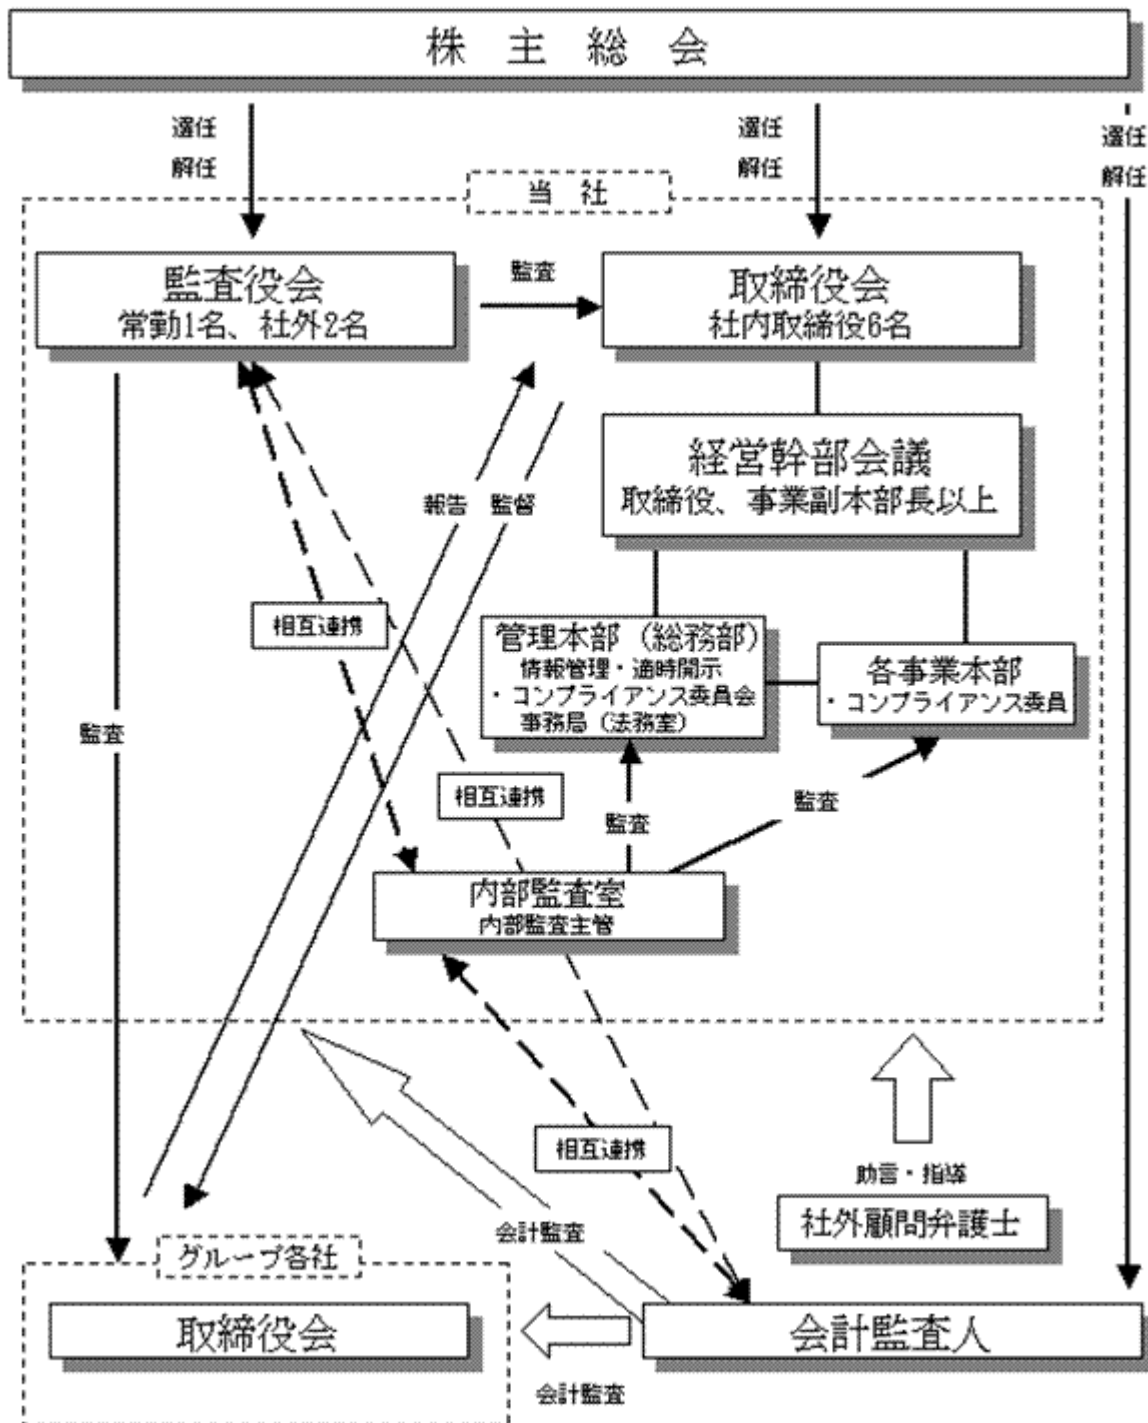 株主総会
選任
解任
選任
解任
選任
解任
当社
監査役会
常勤1名、社外2名
監査
取締役会
社内取締役6名
経営幹部会議
取締役、事業副本部長以上
報告
監督
相互連携
管理本部(総務部)
情報管理・適時開示
・コンプライアンス委員会
事務局(法務室)
各事業本部
・コンプライアンス委員
監査
相互連携
監査
監査
内部監査室
内部監査主管
相互連携
助言・指導
社外顧問弁護士
会計監査
グループ各社
取締役会
会計監査人
会計監査